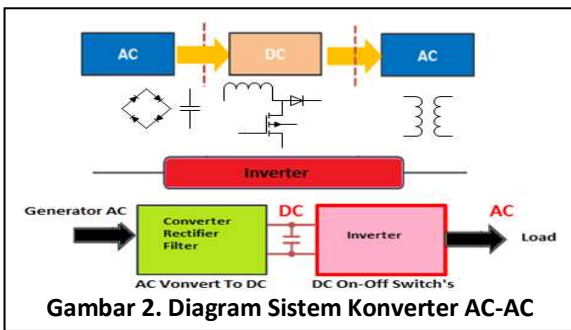 AC
DC
AC
Inverter
Generator AC
Converter
Rectifier
Filter
DC
Inverter
AC
Load
AC Vonvert To DC
DC On-Off Switch's
Gambar 2. Diagram Sistem Konverter AC-AC